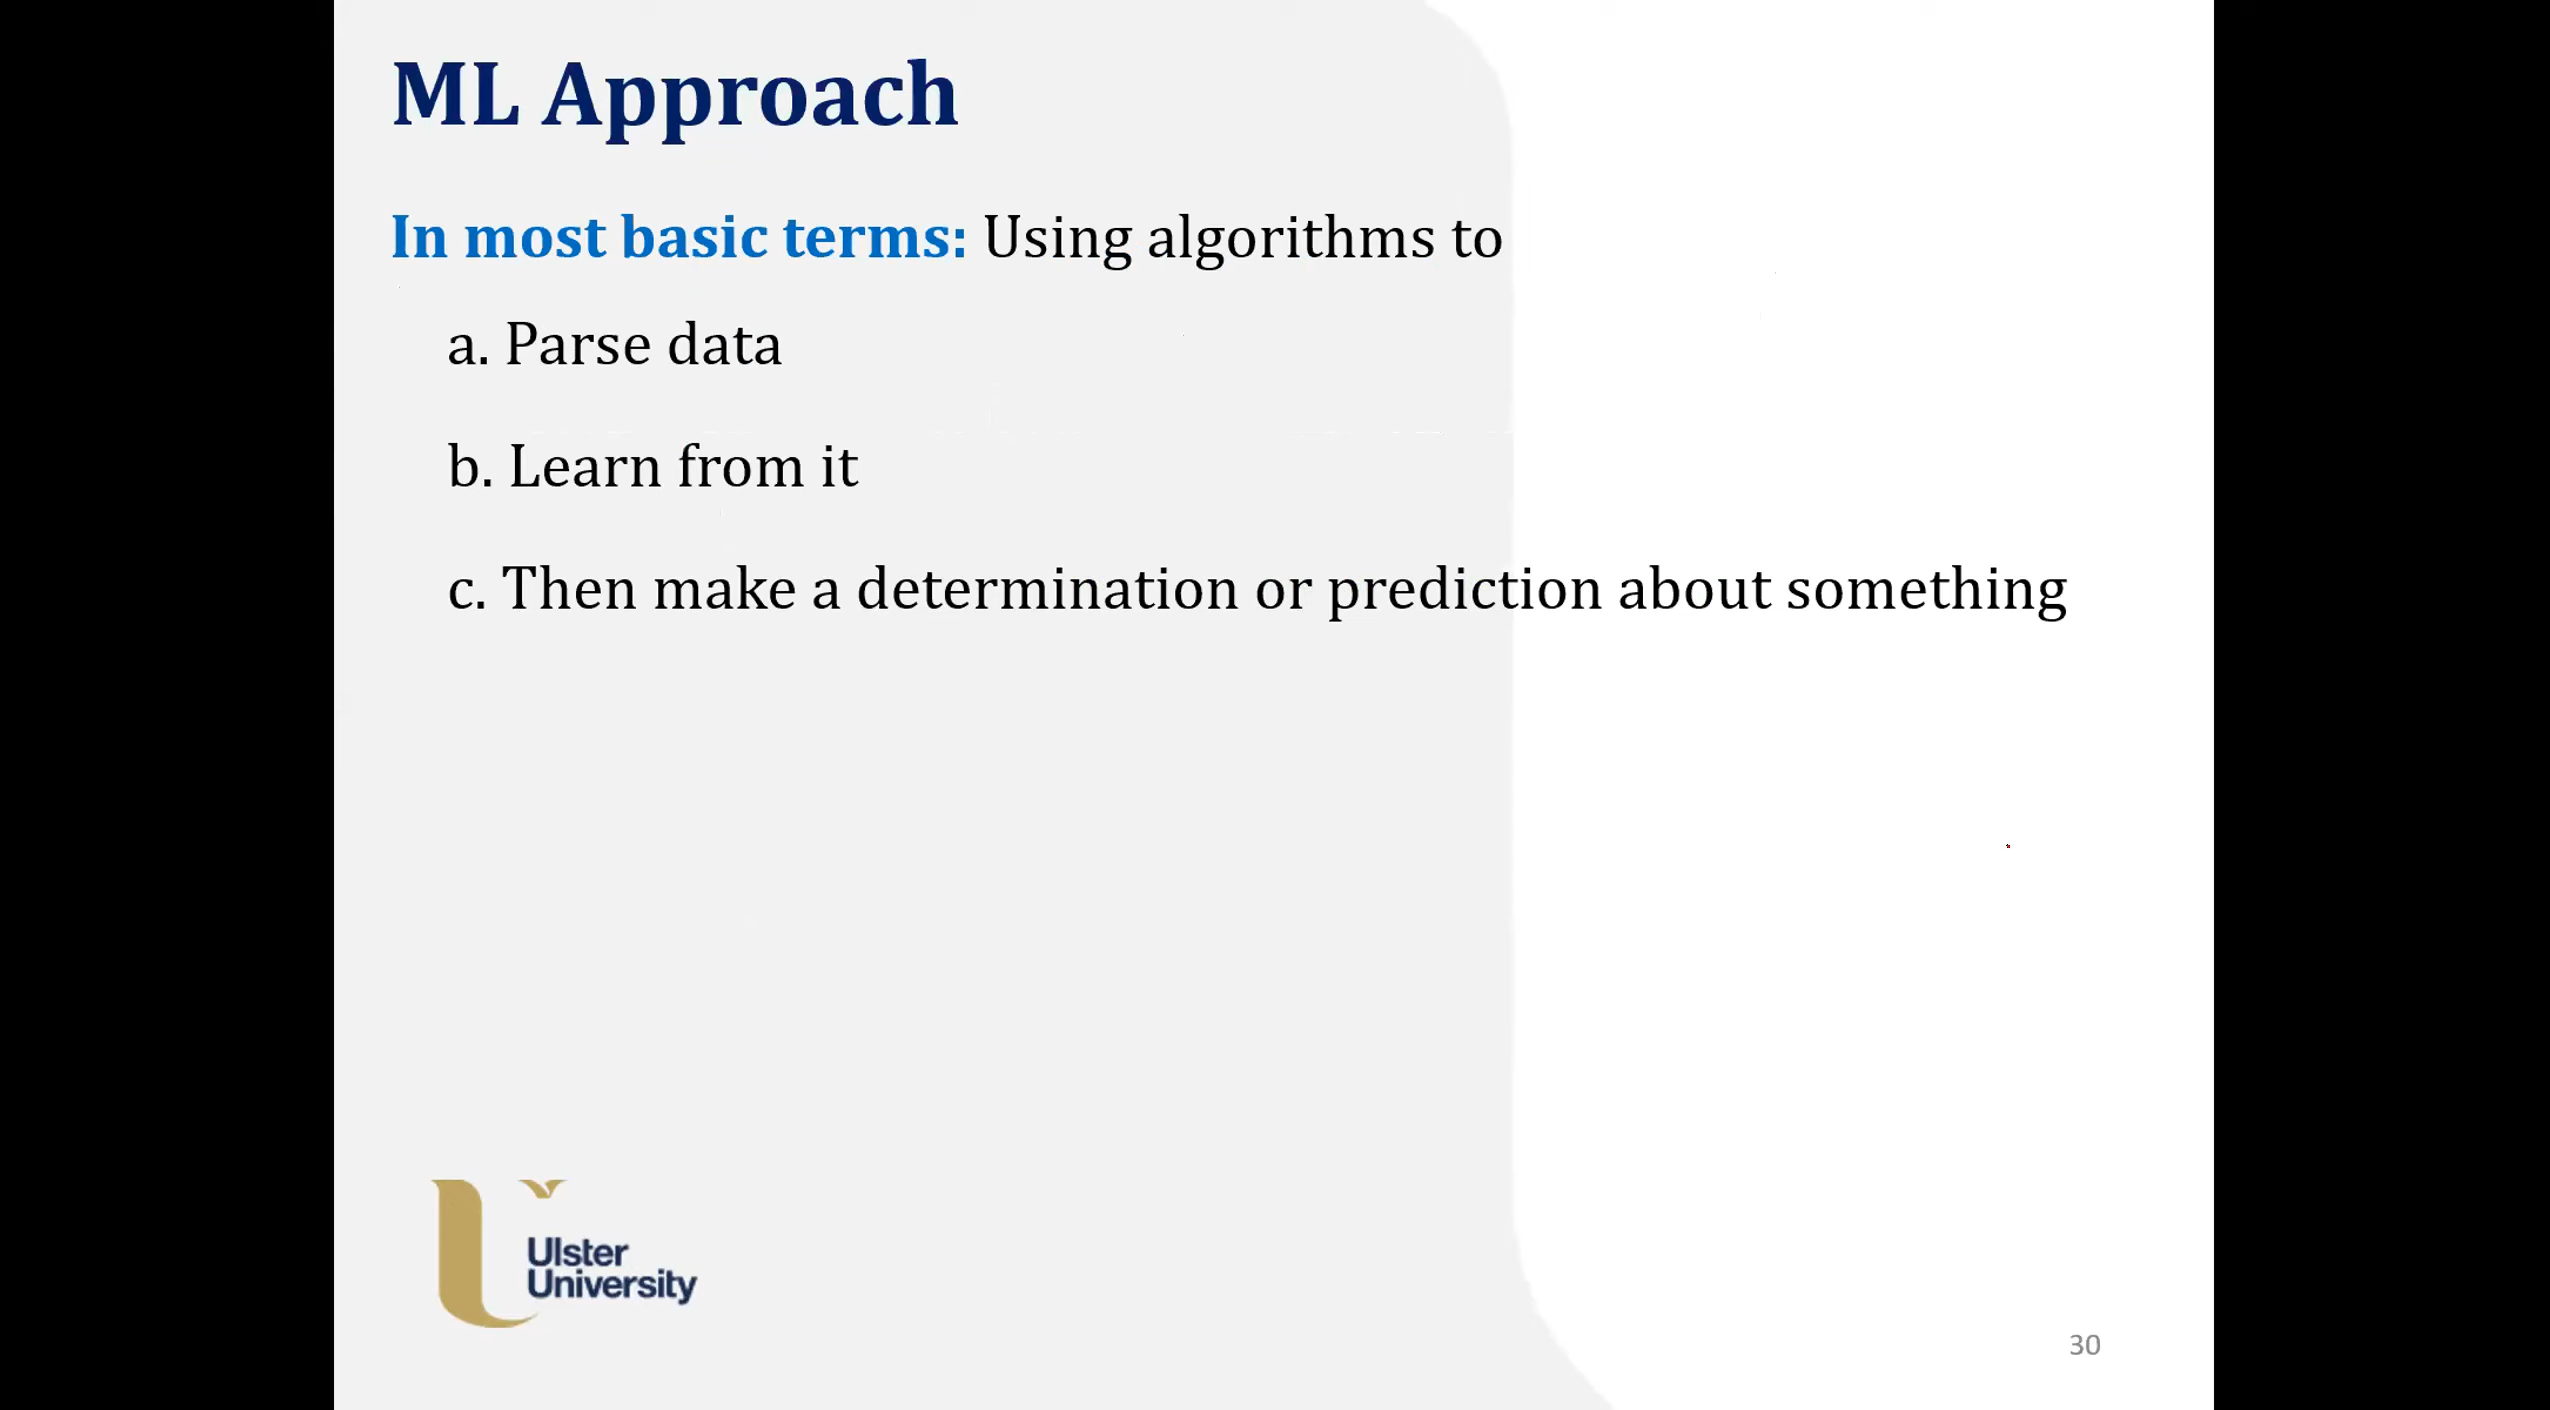 ML Approach
In most basic terms: Using algorithms to
a. Parse data
b. Learn from it
c. Then make a determination or prediction about something
Ulster
University
30